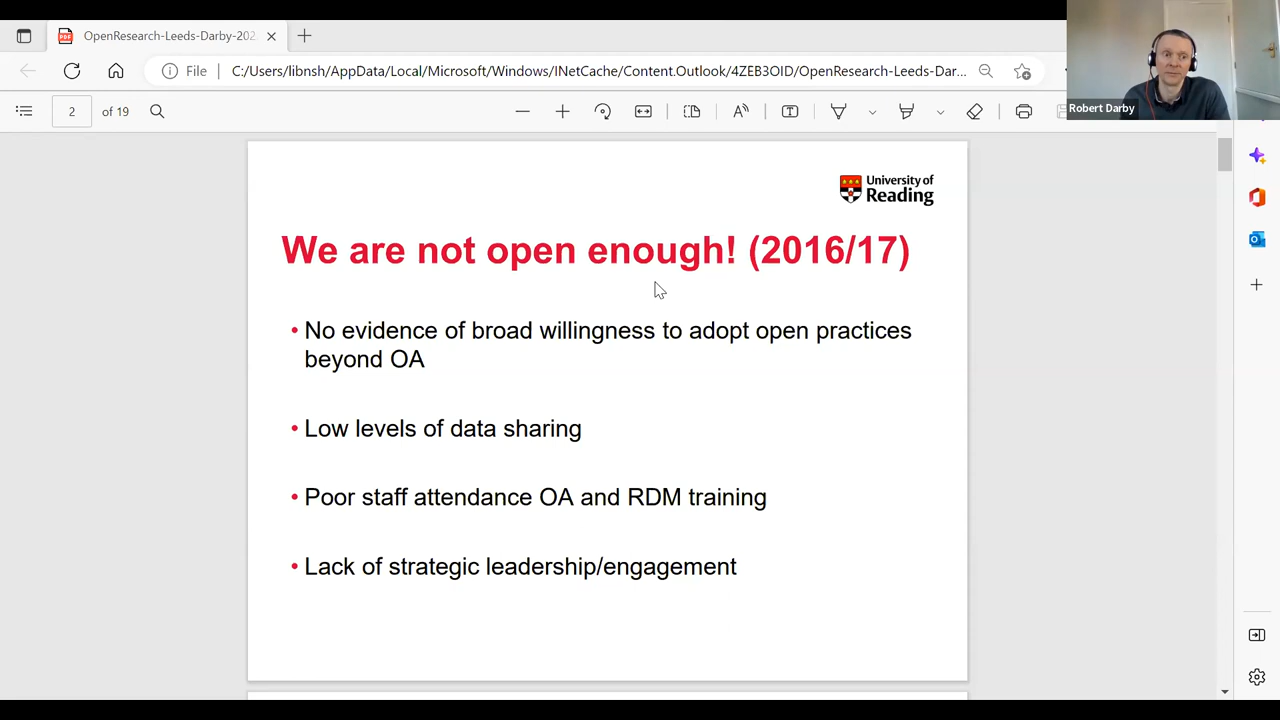 OpenResearch-Leeds-Darby-202
File
C:/Users/libnsh/AppData/Local/Microsoft/Windows/INetCache/Content.Outlook/4ZEB3OID/OpenResearch-Leeds-Dar...
Robert Darby
2
of 19
University of
Reading
We are not open enough! (2016/17)
• No evidence of broad willingness to adopt open practices
beyond OA
• Low levels of data sharing
• Poor staff attendance OA and RDM training
• Lack of strategic leadership/engagement